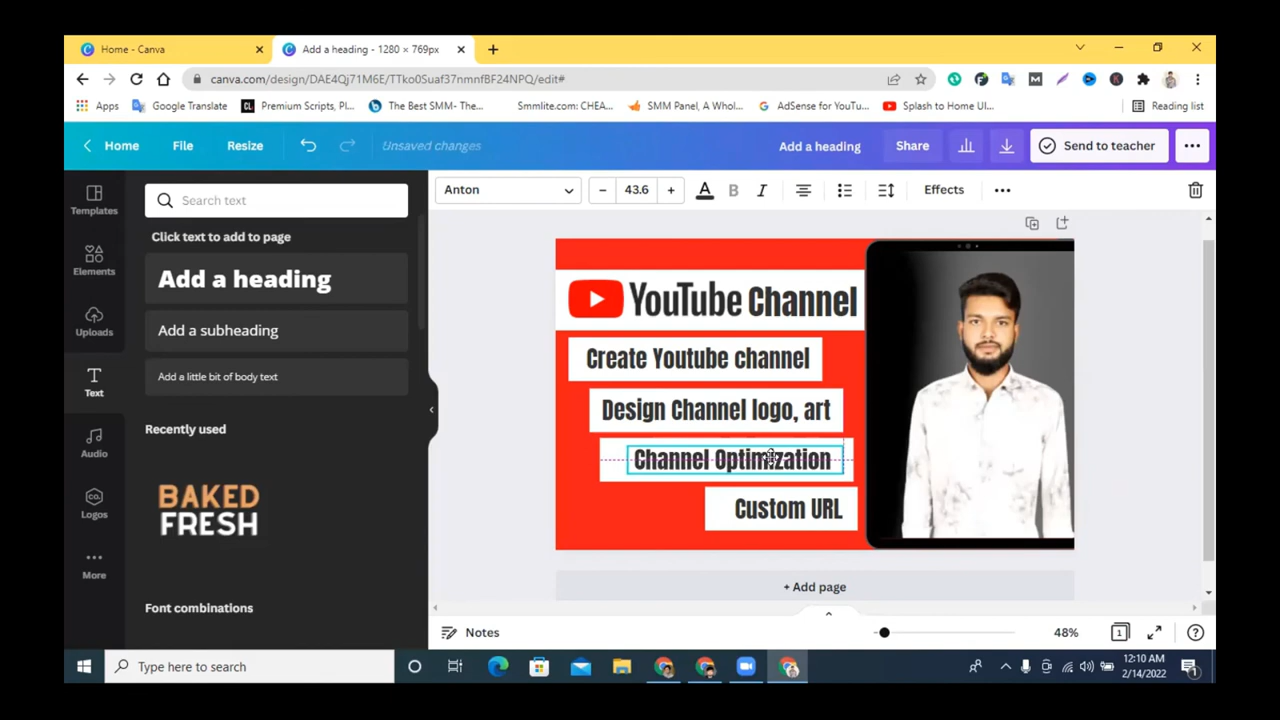 Home - Canva
Add a heading - 1280 × 769px
canva.com/design/DAE4Qj71M6E/TTko0Suaf37nmnfBF24NPQ/edit#
Apps
Google Translate
CL
Premium Scripts, Pl...
The Best SMM- The...
Smmlite.com: CHEA...
SMM Panel, A Whol...
AdSense for YouTu...
Splash to Home UI...
Reading list
Home
File
Resize
Unsaved changes
Add a heading
Share
Send to teacher
Templates
Elements
Uploads
Text
Audio
CO.
Logos
More
Search text
Click text to add to page
Add a heading
Add a subheading
Add a little bit of body text
Recently used
BAKED
FRESH
Font combinations
Anton
43.6
A
B
I
Effects
YouTube Channel
Create Youtube channel
Design Channel logo, art
Channel Optimization
Custom URL
+ Add page
Notes
48%
1
Type here to search
12:10 AM
2/14/2022
1